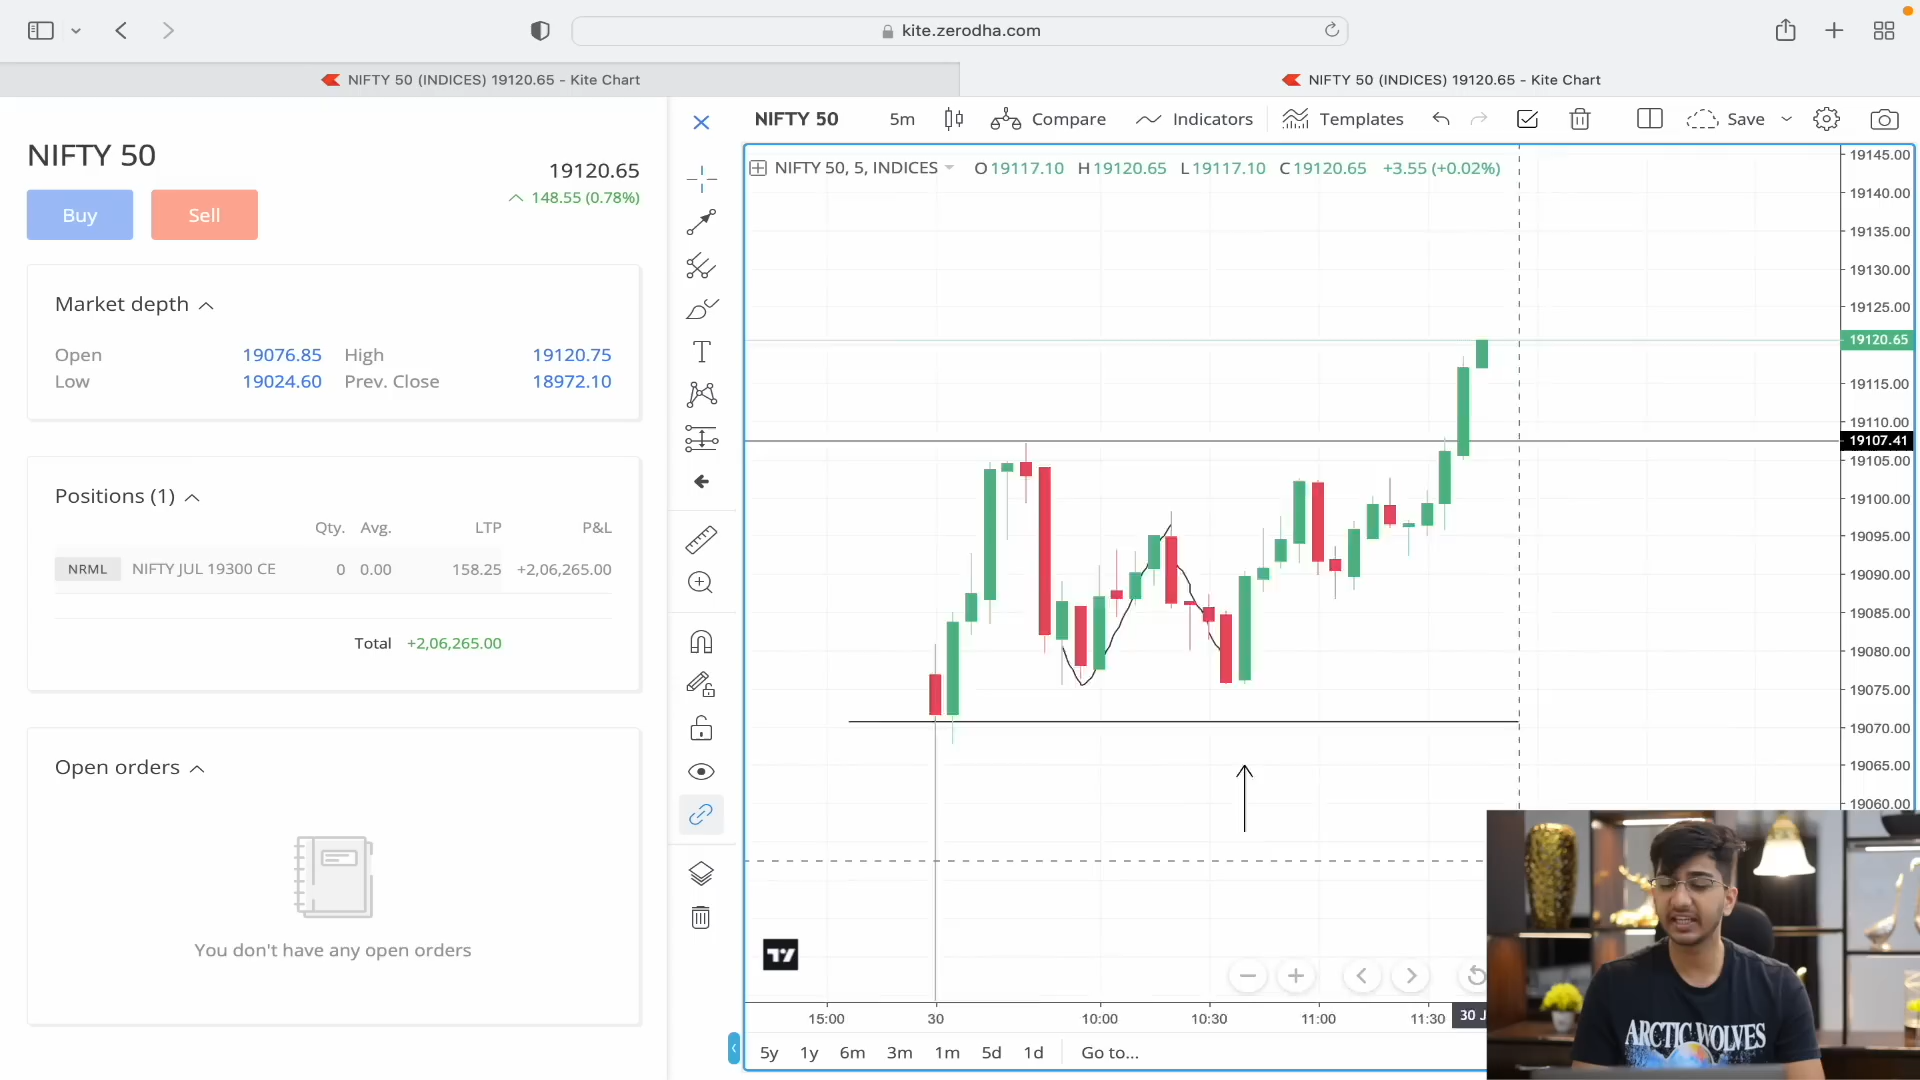 kite.zerodha.com
NIFTY 50 (INDICES) 19120.65 - Kite Chart
NIFTY 50 (INDICES) 19120.65 - Kite Chart
NIFTY 50
19120.65
148.55 (0.78%)
Buy
Sell
Market depth
Open 19076.85 High 19120.75
Low 19024.60 Prev. Close 18972.10
Positions (1)
Qty. Avg. LTP P&L
NRML NIFTY JUL 19300 CE 0 0.00 158.25 +2,06,265.00
Total +2,06,265.00
Open orders
You don't have any open orders
NIFTY 50 5m Compare Indicators Templates Save
NIFTY 50, 5, INDICES O19117.10 H19120.65 L19117.10 C19120.65 +3.55 (+0.02%)
19145.00
19140.00
19135.00
19130.00
19125.00
19120.65
19115.00
19110.00
19107.41
19105.00
19100.00
19095.00
19090.00
19085.00
19080.00
19075.00
19070.00
19065.00
19060.00
15:00 30 10:00 10:30 11:00 11:30 30 J
5y 1y 6m 3m 1m 5d 1d Go to...
ARCTIC WOLVES